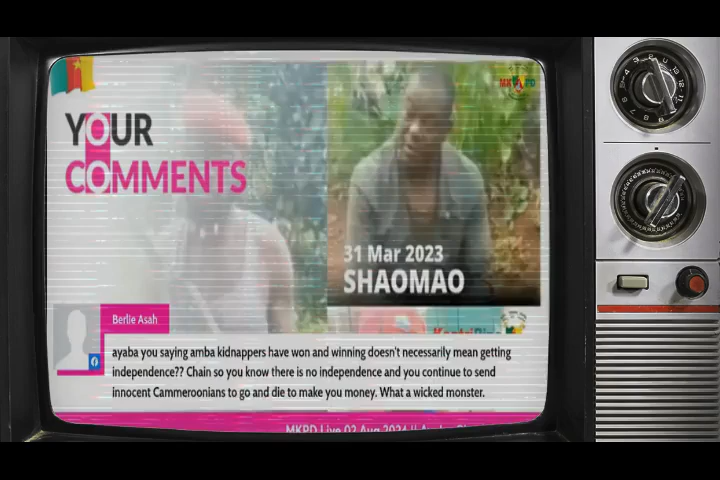 YOUR
COMMENTS
MK PD
31 Mar 2023
SHAOMAO
Berlie Asah
ayaba you saying amba kidnappers have won and winning doesn't necessarily mean getting
independence?? Chain so you know there is no independence and you continue to send
innocent Cammeroonians to go and die to make you money. What a wicked monster.
MKPD Live 02 Aug 2024 ||